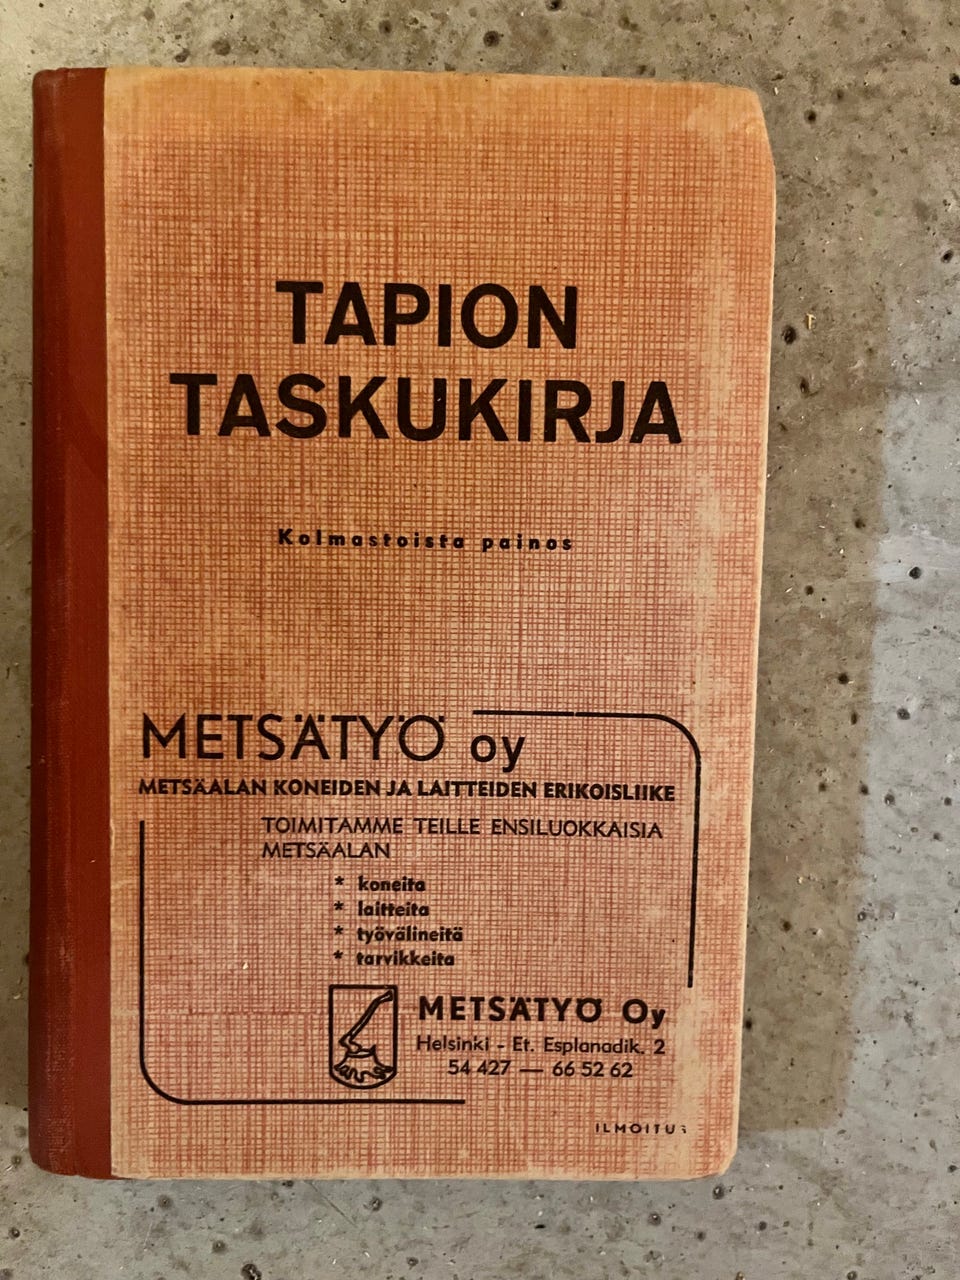 TAPION
TASKUKIRJA
Kolmastoista painos
METSÄTYÖ oy
METSÄALAN KONEIDEN JA LAITTEIDEN ERIKOISLIIKE
TOIMITAMME TEILLE ENSILUOKKAISIA
METSÄALAN
* koneita
* laitteita
* työvälineitä
* tarvikkeita
METSÄTYÖ Oy
Helsinki - Et. Esplanadik. 2
54 427 — 66 52 62
ILMOITUS